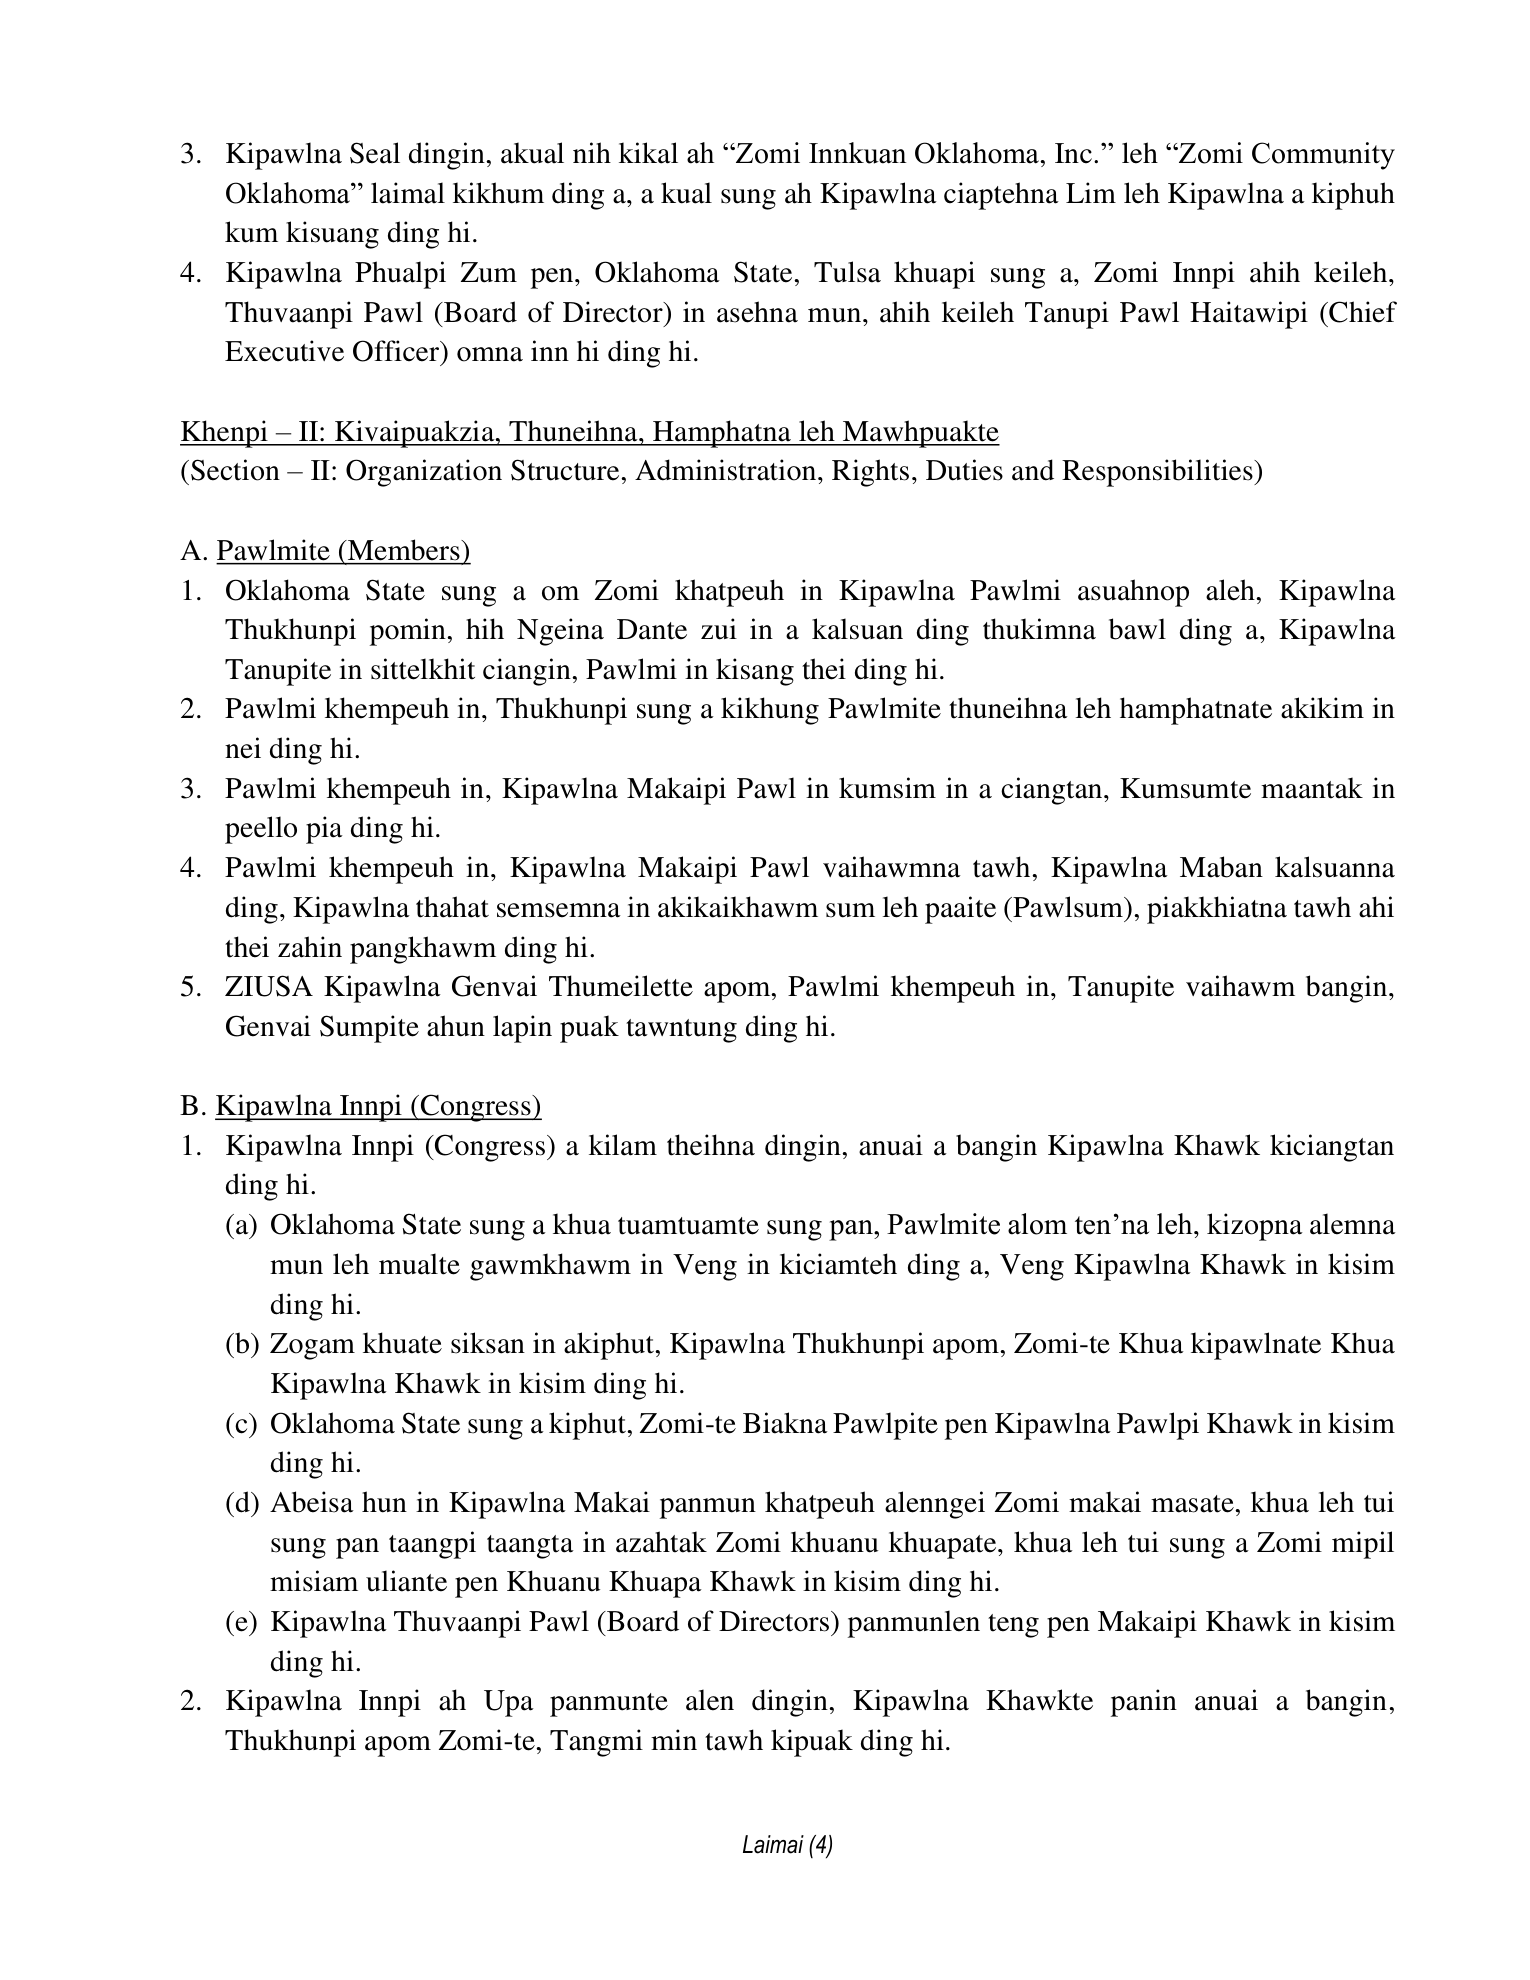 3. Kipawlna Seal dingin, akual nih kikal ah “Zomi Innkuan Oklahoma, Inc.” leh “Zomi Community
Oklahoma” laimal kikhum ding a, a kual sung ah Kipawlna ciaptehna Lim leh Kipawlna a kiphuh
kum kisuang ding hi.
4. Kipawlna Phualpi Zum pen, Oklahoma State, Tulsa khuapi sung a, Zomi Innpi ahih keileh,
Thuvaanpi Pawl (Board of Director) in asehna mun, ahih keileh Tanupi Pawl Haitawipi (Chief
Executive Officer) omna inn hi ding hi.
Khenpi – II: Kivaipuakzia, Thuneihna, Hamphatna leh Mawhpuakte
(Section – II: Organization Structure, Administration, Rights, Duties and Responsibilities)
A. Pawlmite (Members)
1. Oklahoma State sung a om Zomi khatpeuh in Kipawlna Pawlmi asuahnop aleh, Kipawlna
Thukhunpi pomin, hih Ngeina Dante zui in a kalsuan ding thukimna bawl ding a, Kipawlna
Tanupite in sittelkhit ciangin, Pawlmi in kisang thei ding hi.
2. Pawlmi khempeuh in, Thukhunpi sung a kikhung Pawlmite thuneihna leh hamphatnate akikim in
nei ding hi.
3. Pawlmi khempeuh in, Kipawlna Makaipi Pawl in kumsim in a ciangtan, Kumsumte maantak in
peello pia ding hi.
4. Pawlmi khempeuh in, Kipawlna Makaipi Pawl vaihawmna tawh, Kipawlna Maban kalsuanna
ding, Kipawlna thahat semsemna in akikaikhawm sum leh paaite (Pawlsum), piakkhiatna tawh ahi
thei zahin pangkhawm ding hi.
5. ZIUSA Kipawlna Genvai Thumeilette apom, Pawlmi khempeuh in, Tanupite vaihawm bangin,
Genvai Sumpite ahun lapin puak tawntung ding hi.
B. Kipawlna Innpi (Congress)
1. Kipawlna Innpi (Congress) a kilam theihna dingin, anuai a bangin Kipawlna Khawk kiciangtan
ding hi.
(a) Oklahoma State sung a khua tuamtuamte sung pan, Pawlmite alom ten’na leh, kizopna alemna
mun leh mualte gawmkhawm in Veng in kiciamteh ding a, Veng Kipawlna Khawk in kisim
ding hi.
(b) Zogam khuate siksan in akiphut, Kipawlna Thukhunpi apom, Zomi-te Khua kipawlnate Khua
Kipawlna Khawk in kisim ding hi.
(c) Oklahoma State sung a kiphut, Zomi-te Biakna Pawlpite pen Kipawlna Pawlpi Khawk in kisim
ding hi.
(d) Abeisa hun in Kipawlna Makai panmun khatpeuh alenngei Zomi makai masate, khua leh tui
sung pan taangpi taangta in azahtak Zomi khuanu khuapate, khua leh tui sung a Zomi mipil
misiam uliante pen Khuanu Khuapa Khawk in kisim ding hi.
(e) Kipawlna Thuvaanpi Pawl (Board of Directors) panmunlen teng pen Makaipi Khawk in kisim
ding hi.
2. Kipawlna Innpi ah Upa panmunte alen dingin, Kipawlna Khawkte panin anuai a bangin,
Thukhunpi apom Zomi-te, Tangmi min tawh kipuak ding hi.
Laimai (4)